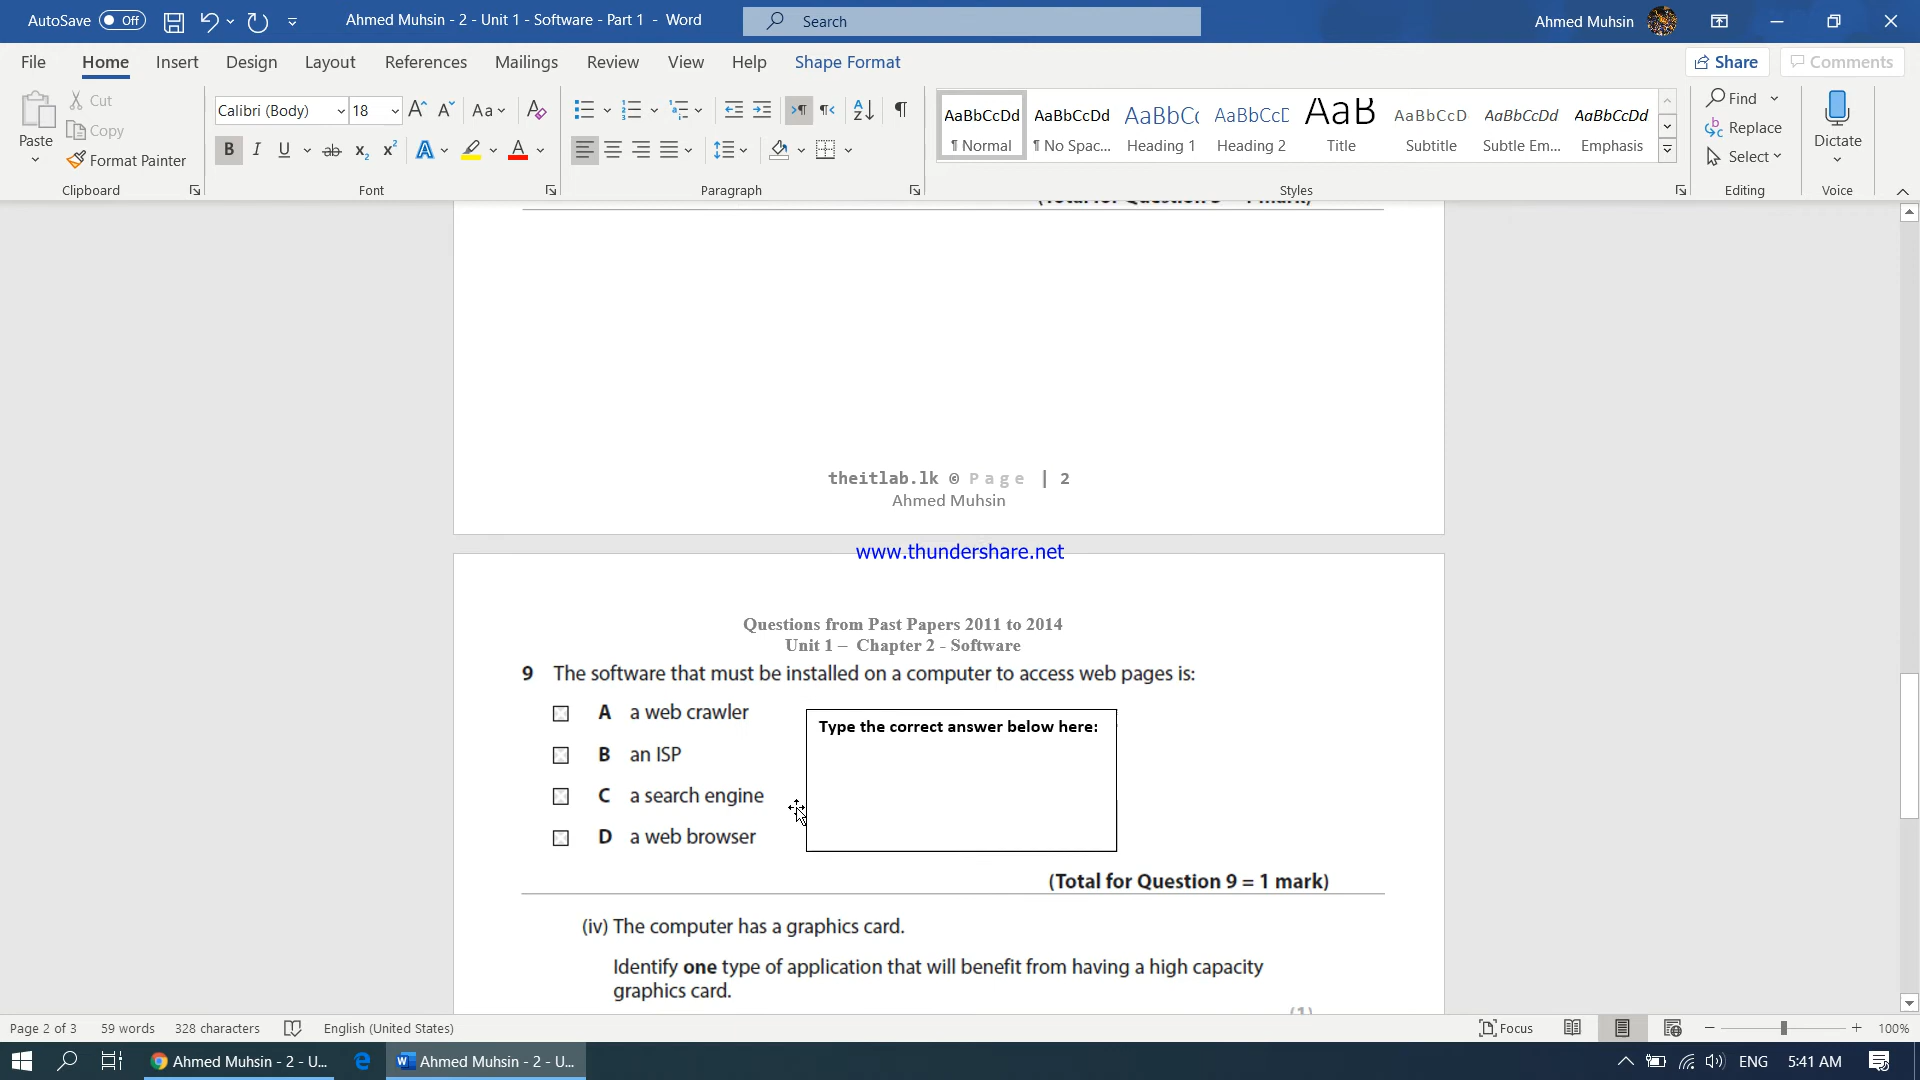 AutoSave Off Ahmed Muhsin - 2 - Unit 1 - Software - Part 1 - Word Search Ahmed Muhsin
File Home Insert Design Layout References Mailings Review View Help Shape Format Share Comments
Paste Cut Copy Format Painter
Calibri (Body) 18 Aa
B I U ab x2 x2 A A
AaBbCcDd AaBbCcDd AaBbCc AaBbCcE AaB AaBbCcD AaBbCcDd AaBbCcDd
¶ Normal ¶ No Spac... Heading 1 Heading 2 Title Subtitle Subtle Em... Emphasis
Find Replace Select Dictate
Clipboard Font Paragraph Styles Editing Voice
theitlab.lk © Page | 2
Ahmed Muhsin
www.thundershare.net
Questions from Past Papers 2011 to 2014
Unit 1 – Chapter 2 - Software
9 The software that must be installed on a computer to access web pages is:
A a web crawler
Type the correct answer below here:
B an ISP
C a search engine
D a web browser
(Total for Question 9 = 1 mark)
(iv) The computer has a graphics card.
Identify one type of application that will benefit from having a high capacity
graphics card.
(1)
Page 2 of 3 59 words 328 characters English (United States) Focus 100%
Ahmed Muhsin - 2 - U... Ahmed Muhsin - 2 - U... ENG 5:41 AM